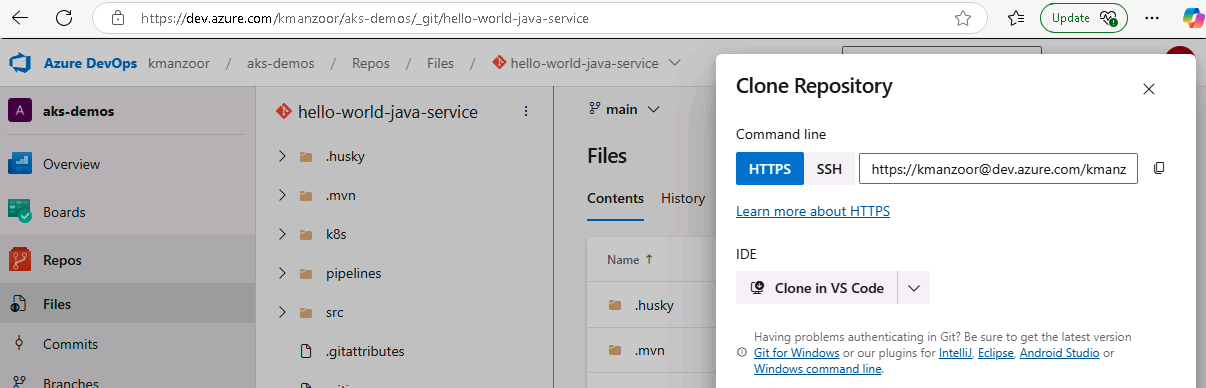 https://dev.azure.com/kmanzoor/aks-demos/_git/hello-world-java-service
Update
Azure DevOps kmanzoor / aks-demos / Repos / Files / hello-world-java-service
A aks-demos
Overview
Boards
Repos
Files
Commits
Branches
hello-world-java-service
.husky
.mvn
k8s
pipelines
src
.gitattributes
main
Files
Contents History
Name ↑
.husky
.mvn
Clone Repository
Command line
HTTPS SSH https://kmanzoor@dev.azure.com/kmanz
Learn more about HTTPS
IDE
Clone in VS Code
Having problems authenticating in Git? Be sure to get the latest version
Git for Windows or our plugins for IntelliJ, Eclipse, Android Studio or
Windows command line.